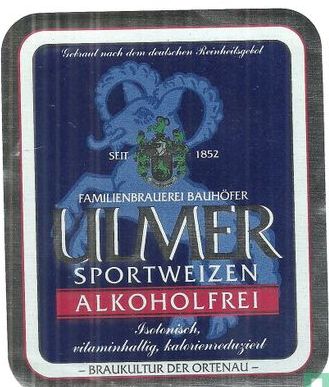 Gebraut nach dem deutschen Reinheitsgebot
SEIT 1852
FAMILIENBRAUEREI BAUHÖFER
ULMER
SPORTWEIZEN
ALKOHOLFREI
Isotonisch,
vitaminhaltig, kalorienreduziert
– BRAUKULTUR DER ORTENAU –